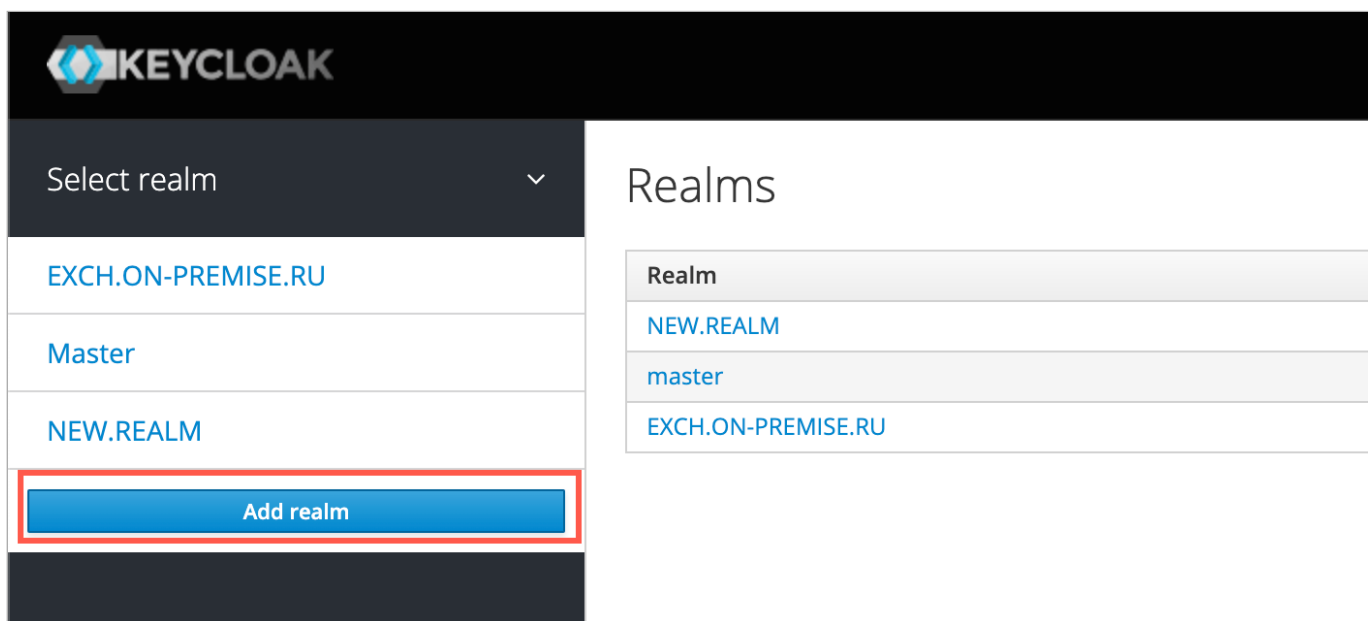 KEYCLOAK
Select realm
EXCH.ON-PREMISE.RU
Master
NEW.REALM
Add realm
Realms
Realm
NEW.REALM
master
EXCH.ON-PREMISE.RU